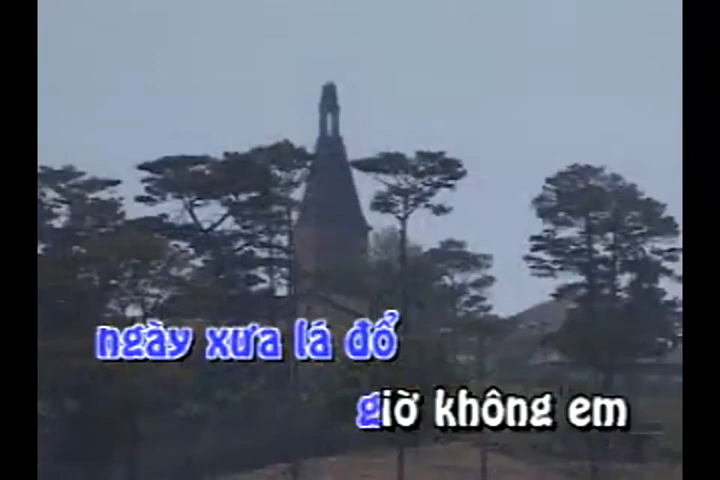 ngày xưa lá đổ
giờ không em